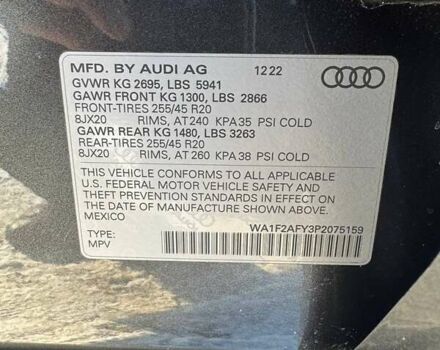 MFD. BY AUDI AG 12 22
GVWR KG 2695, LBS 5941
GAWR FRONT KG 1300, LBS 2866
FRONT-TIRES 255/45 R20
8JX20 RIMS, AT 240 KPA 35 PSI COLD
GAWR REAR KG 1480, LBS 3263
REAR-TIRES 255/45 R20
8JX20 RIMS, AT 260 KPA 38 PSI COLD
THIS VEHICLE CONFORMS TO ALL APPLICABLE
U.S. FEDERAL MOTOR VEHICLE SAFETY AND
THEFT PREVENTION STANDARDS IN EFFECT ON
THE DATE OF MANUFACTURE SHOWN ABOVE.
MEXICO WA1F2AFY3P2075159
TYPE:
MPV